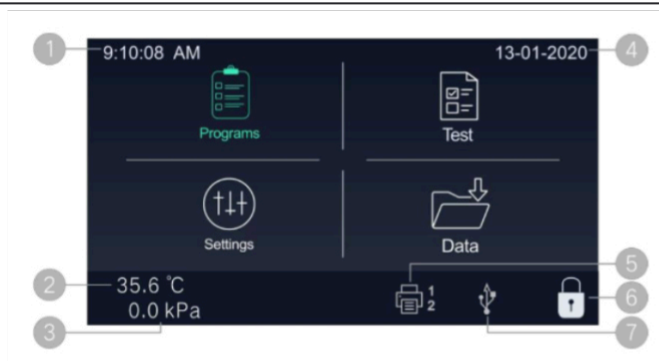 1 9:10:08 AM 13-01-2020 4
Programs Test
Settings Data
5
2 35.6 ℃ 1
0.0 kPa 2 6
3 7